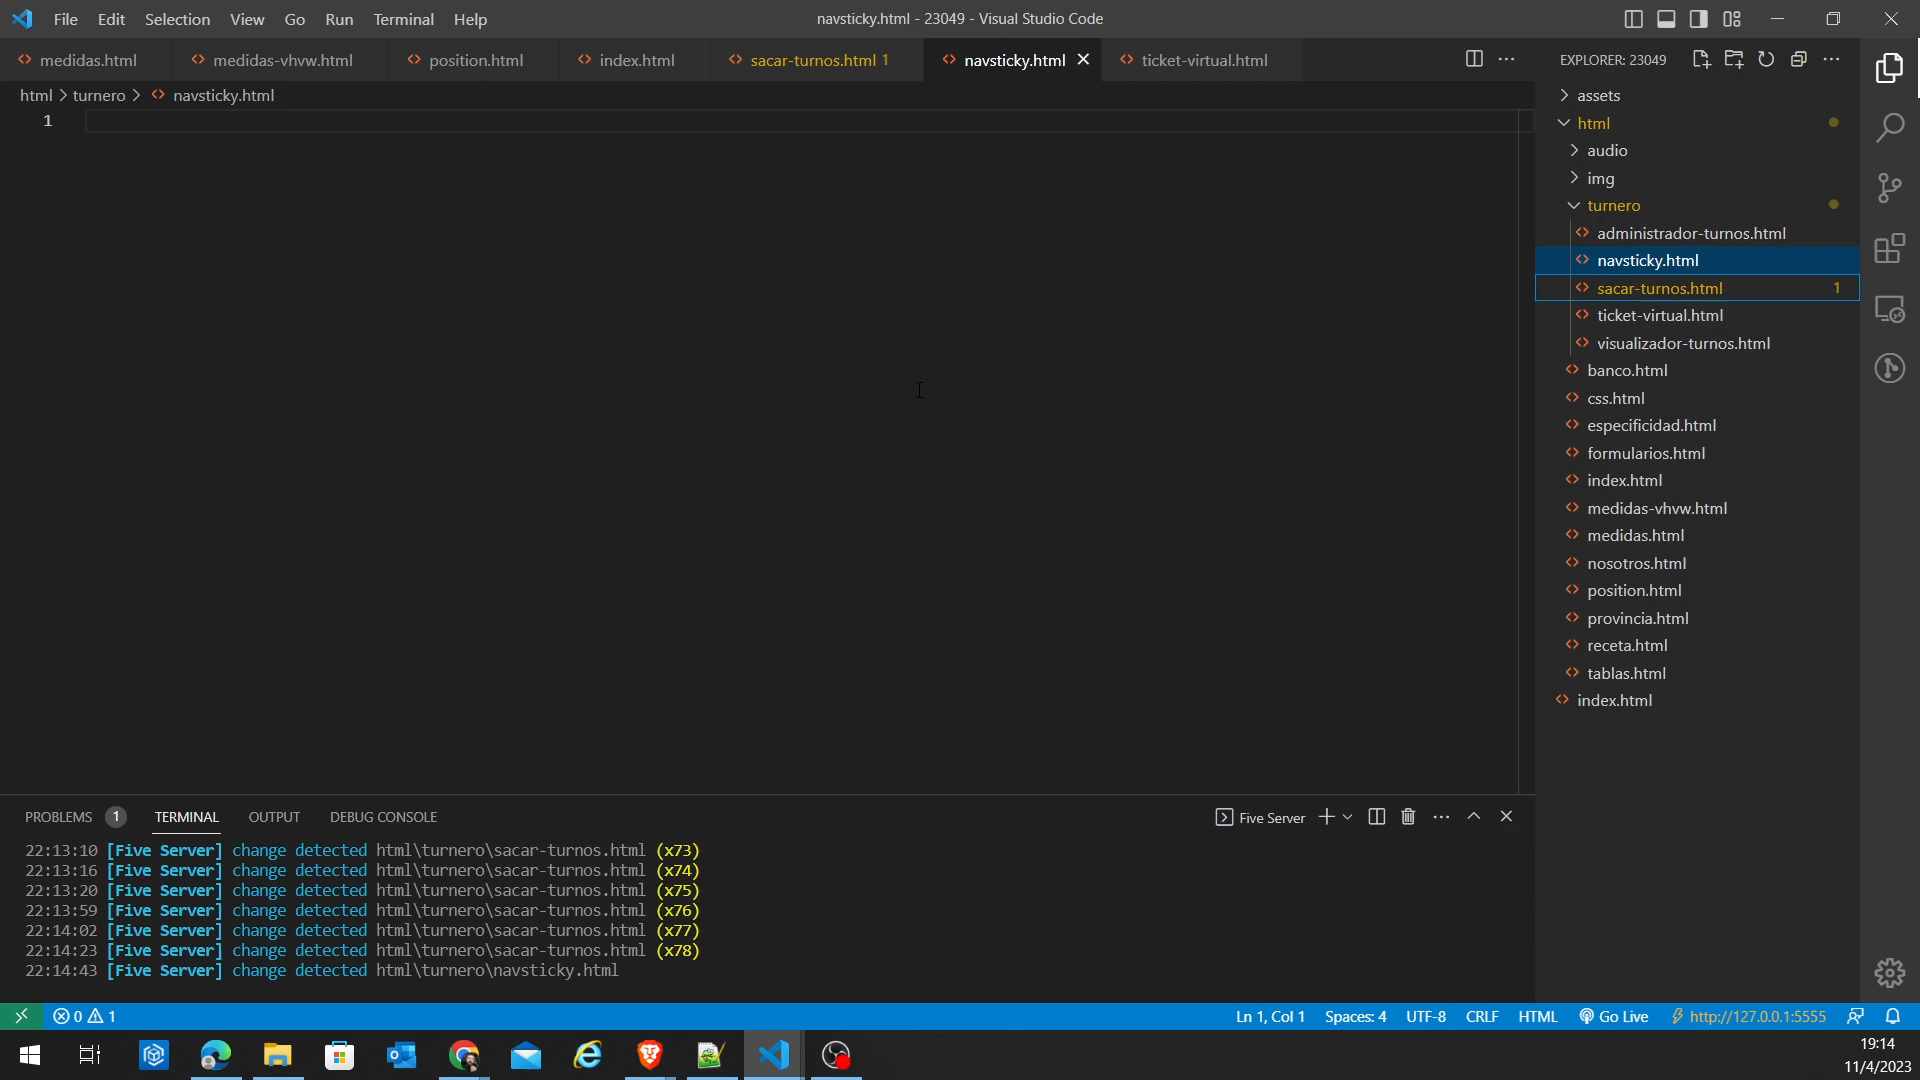 File Edit Selection View Go Run Terminal Help
navsticky.html - 23049 - Visual Studio Code
medidas.html
medidas-vhvw.html
position.html
index.html
sacar-turnos.html 1
navsticky.html
ticket-virtual.html
html > turnero > navsticky.html
1
EXPLORER: 23049
assets
html
audio
img
turnero
administrador-turnos.html
navsticky.html
sacar-turnos.html 1
ticket-virtual.html
visualizador-turnos.html
banco.html
css.html
especificidad.html
formularios.html
index.html
medidas-vhvw.html
medidas.html
nosotros.html
position.html
provincia.html
receta.html
tablas.html
index.html
PROBLEMS 1 TERMINAL OUTPUT DEBUG CONSOLE
Five Server
22:13:10 [Five Server] change detected html\turnero\sacar-turnos.html (x73)
22:13:16 [Five Server] change detected html\turnero\sacar-turnos.html (x74)
22:13:20 [Five Server] change detected html\turnero\sacar-turnos.html (x75)
22:13:59 [Five Server] change detected html\turnero\sacar-turnos.html (x76)
22:14:02 [Five Server] change detected html\turnero\sacar-turnos.html (x77)
22:14:23 [Five Server] change detected html\turnero\sacar-turnos.html (x78)
22:14:43 [Five Server] change detected html\turnero\navsticky.html
0 1
Ln 1, Col 1 Spaces: 4 UTF-8 CRLF HTML Go Live http://127.0.0.1:5555
19:14
11/4/2023